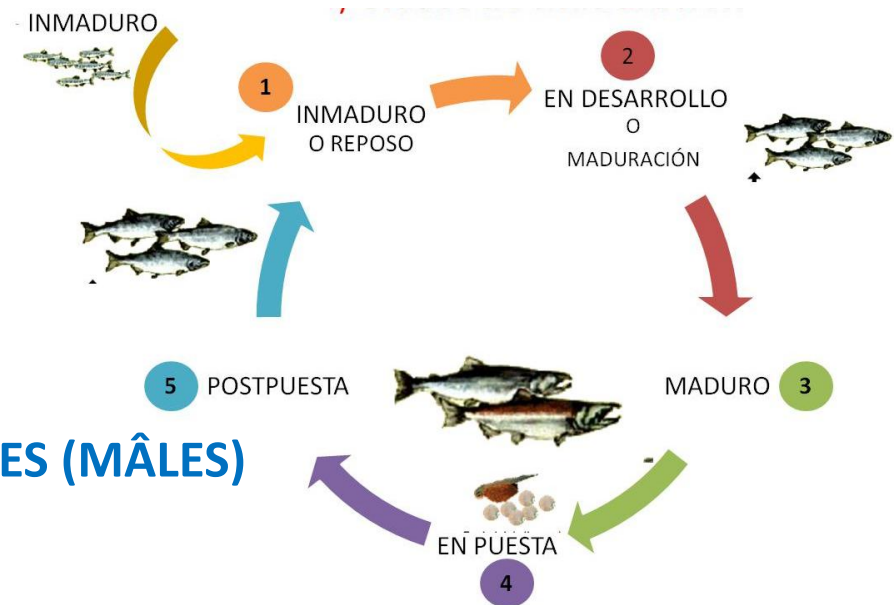 INMADURO
1
INMADURO
O REPOSO
2
EN DESARROLLO
O
MADURACIÓN
5 POSTPUESTA
MADURO 3
ES (MÂLES)
EN PUESTA
4